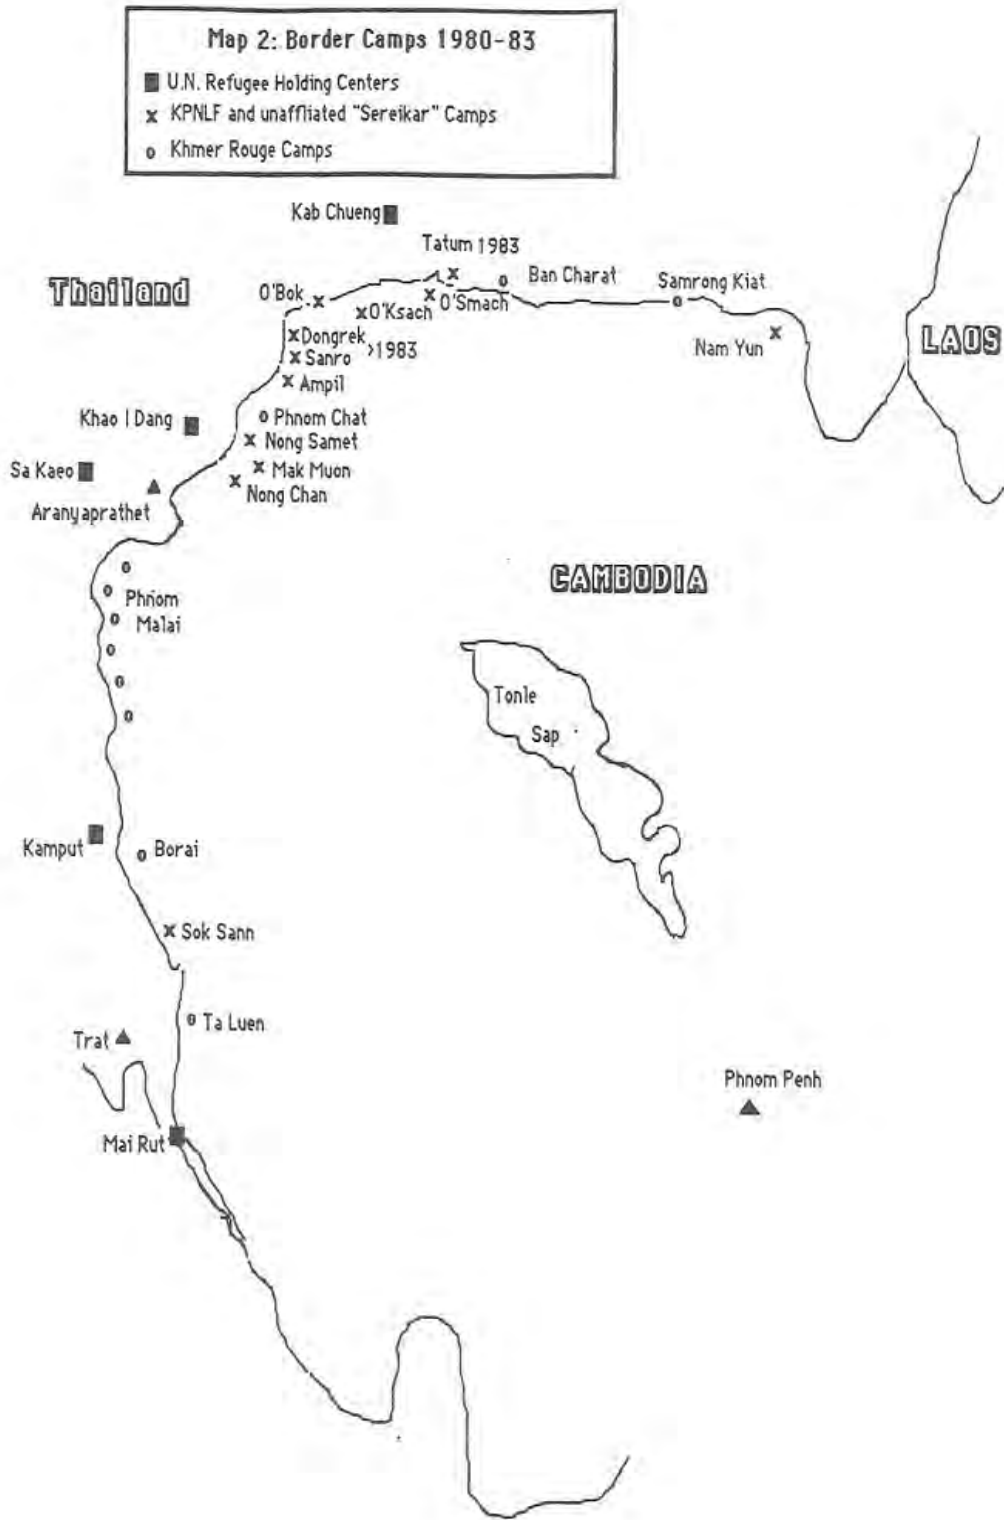 Map 2: Border Camps 1980-83
U.N. Refugee Holding Centers
KPNLF and unaffliated "Sereikar" Camps
Khmer Rouge Camps
Kab Chueng
Tatum 1983
Thailand
O'Bok
O'Ksach
O'Smach
Ban Charat
Samrong Kiat
Dongrek
>1983
Sanro
Nam Yun
LAOS
Ampil
Khao I Dang
Phnom Chat
Nong Samet
Sa Kaeo
Mak Muon
Nong Chan
Aranyaprathet
CAMBODIA
Phnom
Malai
Tonle
Sap
Kamput
Borai
Sok Sann
Ta Luen
Trat
Phnom Penh
Mai Rut